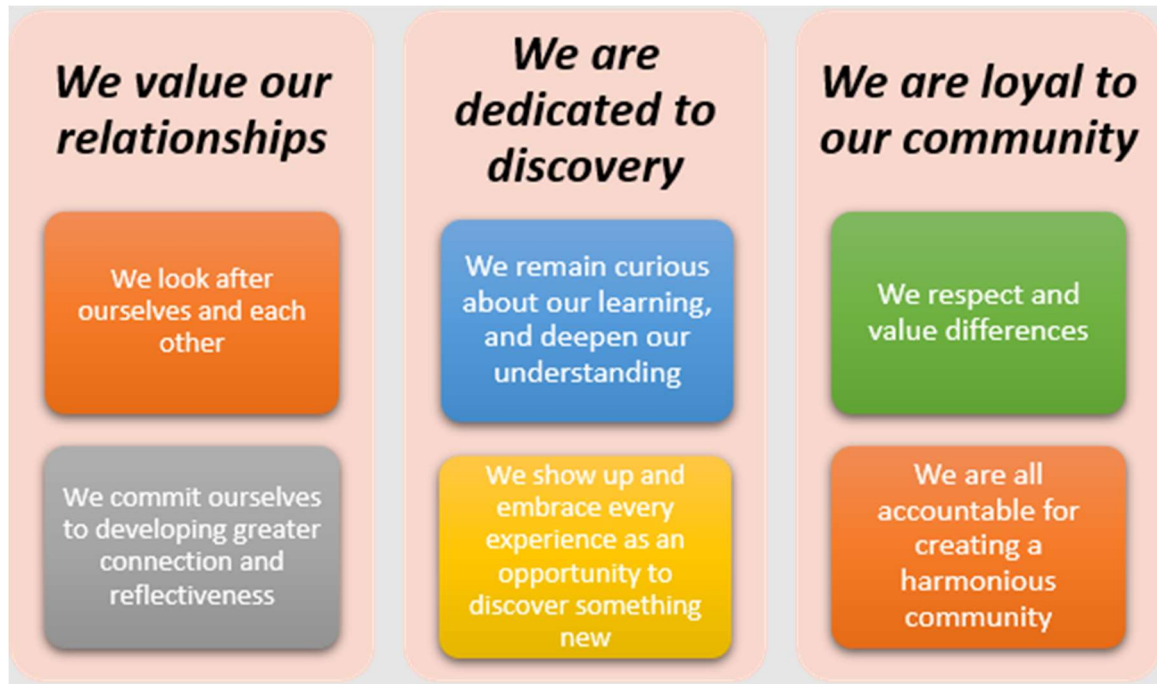 We value our
relationships
We look after
ourselves and each
other
We commit ourselves
to developing greater
connection and
reflectiveness
We are
dedicated to
discovery
We remain curious
about our learning,
and deepen our
understanding
We show up and
embrace every
experience as an
opportunity to
discover something
new
We are loyal to
our community
We respect and
value differences
We are all
accountable for
creating a
harmonious
community